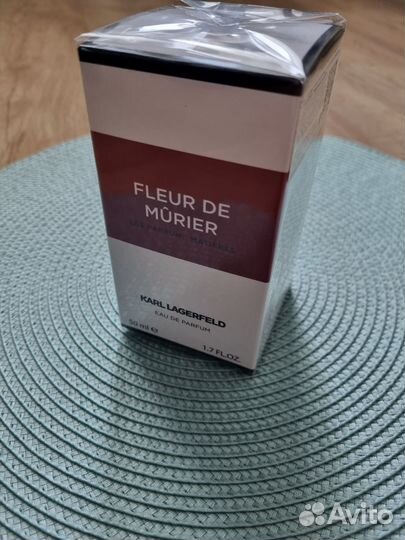 FLEUR DE
MÛRIER
LES PARFUMS MATIÈRES
KARL LAGERFELD
EAU DE PARFUM
50 ml e 1.7 FL.OZ.
Avito